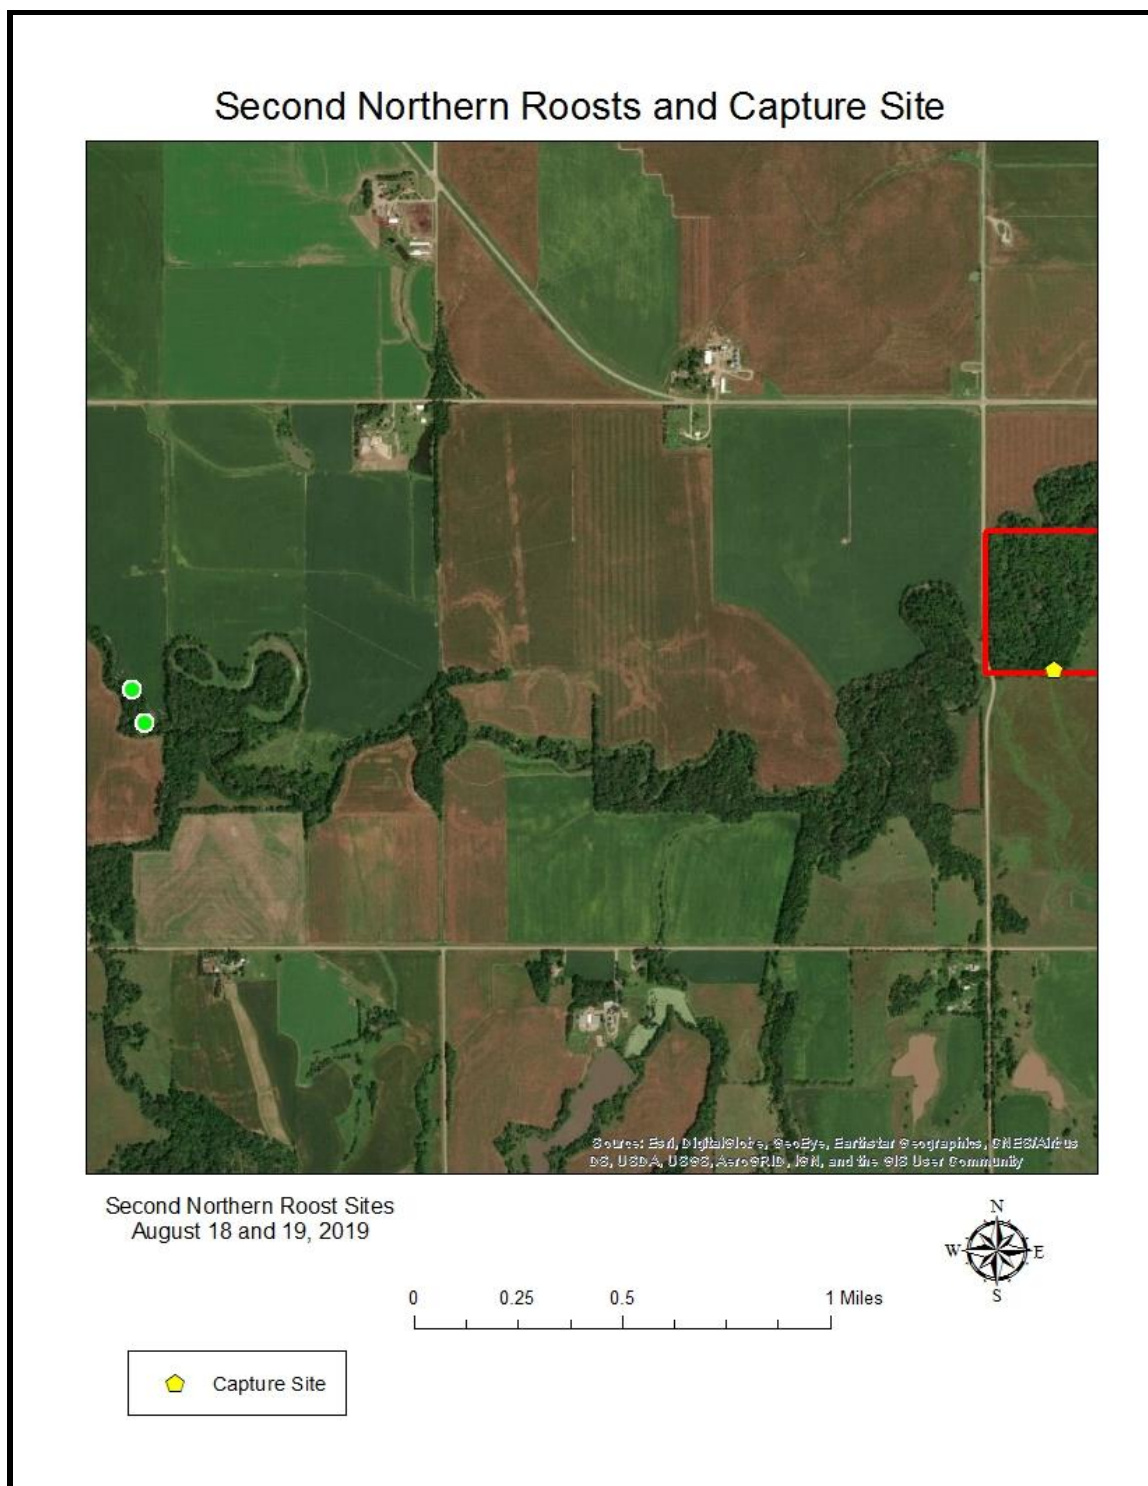 Second Northern Roosts and Capture Site
Source: Esri, DigitalGlobe, GeoEye, Earthstar Geographics, CNES/Airbus
DS, USDA, USGS, AeroGRID, IGN, and the GIS User Community
Second Northern Roost Sites
August 18 and 19, 2019
N
W E
S
0 0.25 0.5 1 Miles
Capture Site